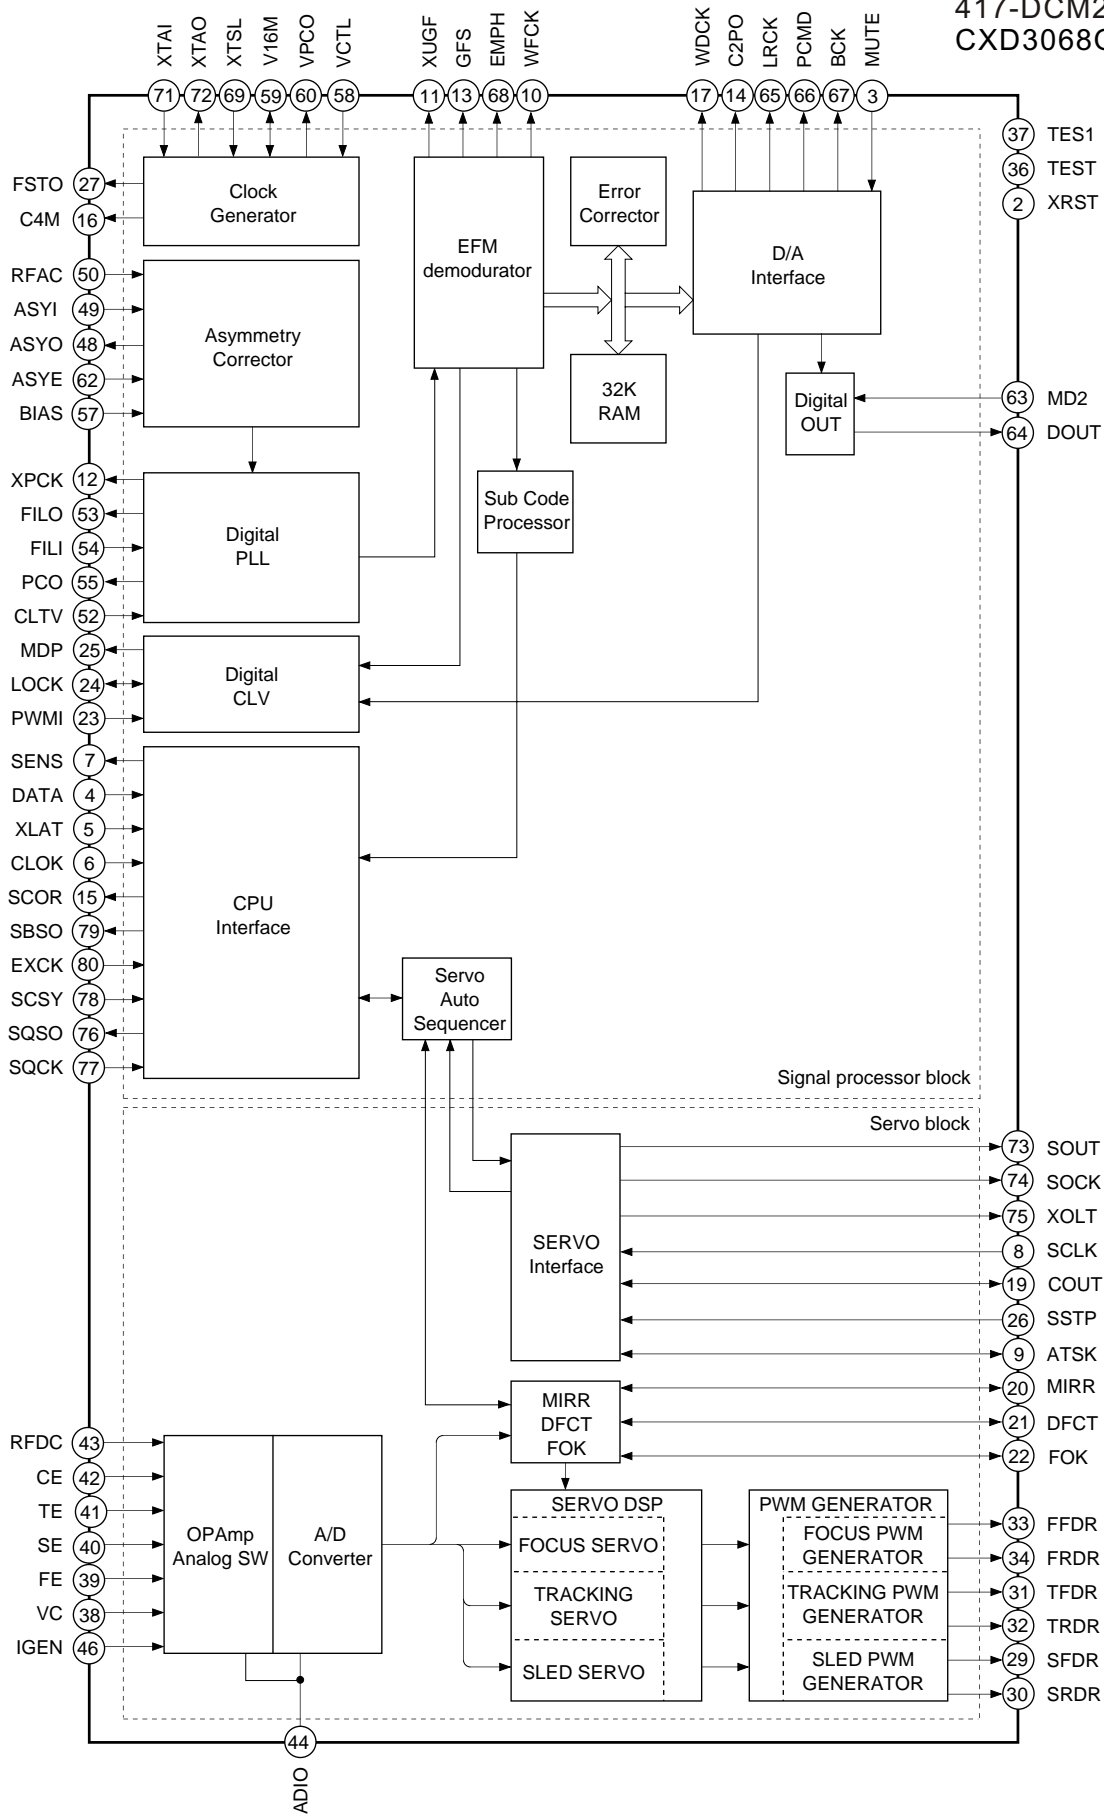 417-DCM2
CXD3068
XTAI XTAO XTSL V16M VPCO VCTL XUGF GFS EMPH WFCK WDCK C2PO LRCK PCMD BCK MUTE
71 72 69 59 60 58 11 13 68 10 17 14 65 66 67 3
37 TES1
36 TEST
2 XRST
FSTO 27
C4M 16
Clock
Generator
RFAC 50
ASYI 49
ASYO 48
ASYE 62
BIAS 57
Asymmetry
Corrector
EFM
demodurator
Error
Corrector
32K
RAM
D/A
Interface
Digital
OUT
63 MD2
64 DOUT
XPCK 12
FILO 53
FILI 54
PCO 55
CLTV 52
Digital
PLL
Sub Code
Processor
MDP 25
LOCK 24
PWMI 23
Digital
CLV
SENS 7
DATA 4
XLAT 5
CLOK 6
SCOR 15
SBSO 79
EXCK 80
SCSY 78
SQSO 76
SQCK 77
CPU
Interface
Servo
Auto
Sequencer
Signal processor block
Servo block
SERVO
Interface
73 SOUT
74 SOCK
75 XOLT
8 SCLK
19 COUT
26 SSTP
9 ATSK
MIRR
DFCT
FOK
20 MIRR
21 DFCT
22 FOK
RFDC 43
CE 42
TE 41
SE 40
FE 39
VC 38
IGEN 46
OPAmp
Analog SW
A/D
Converter
SERVO DSP
FOCUS SERVO
TRACKING
SERVO
SLED SERVO
PWM GENERATOR
FOCUS PWM
GENERATOR
TRACKING PWM
GENERATOR
SLED PWM
GENERATOR
33 FFDR
34 FRDR
31 TFDR
32 TRDR
29 SFDR
30 SRDR
44
ADIO